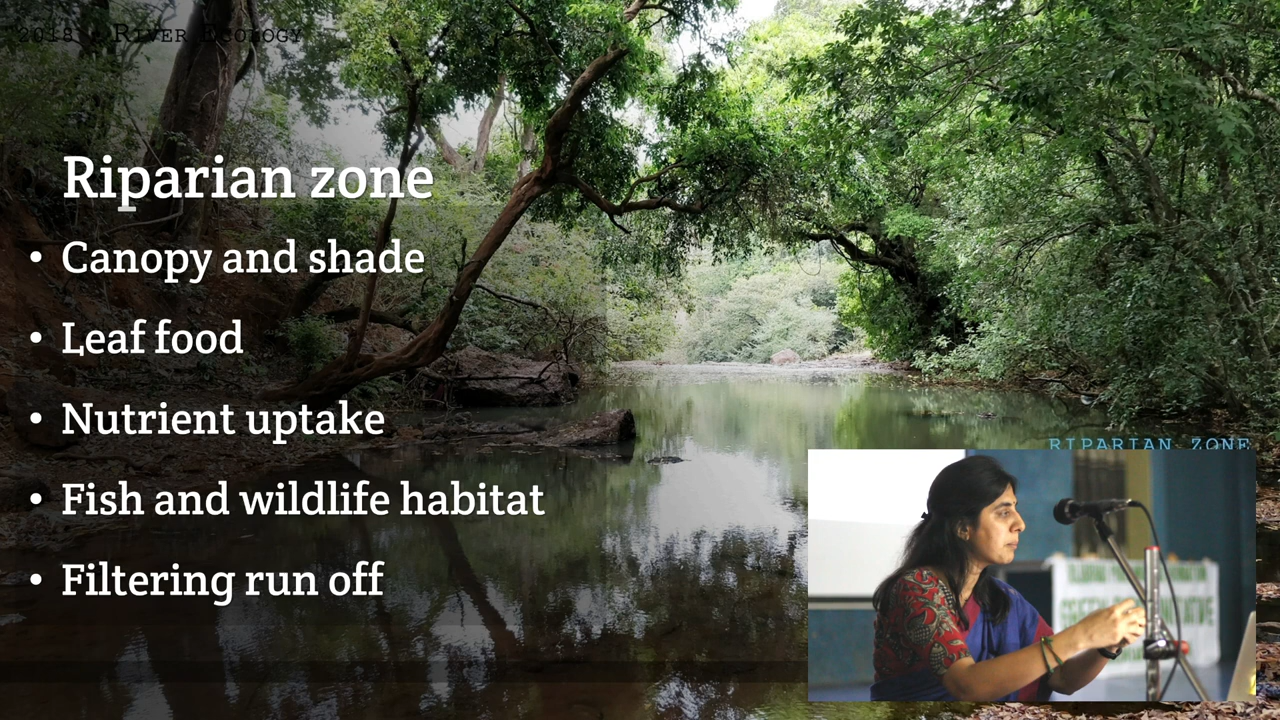 2018 | River Ecology
Riparian zone
• Canopy and shade
• Leaf food
• Nutrient uptake
• Fish and wildlife habitat
• Filtering run off
RIPARIAN ZONE